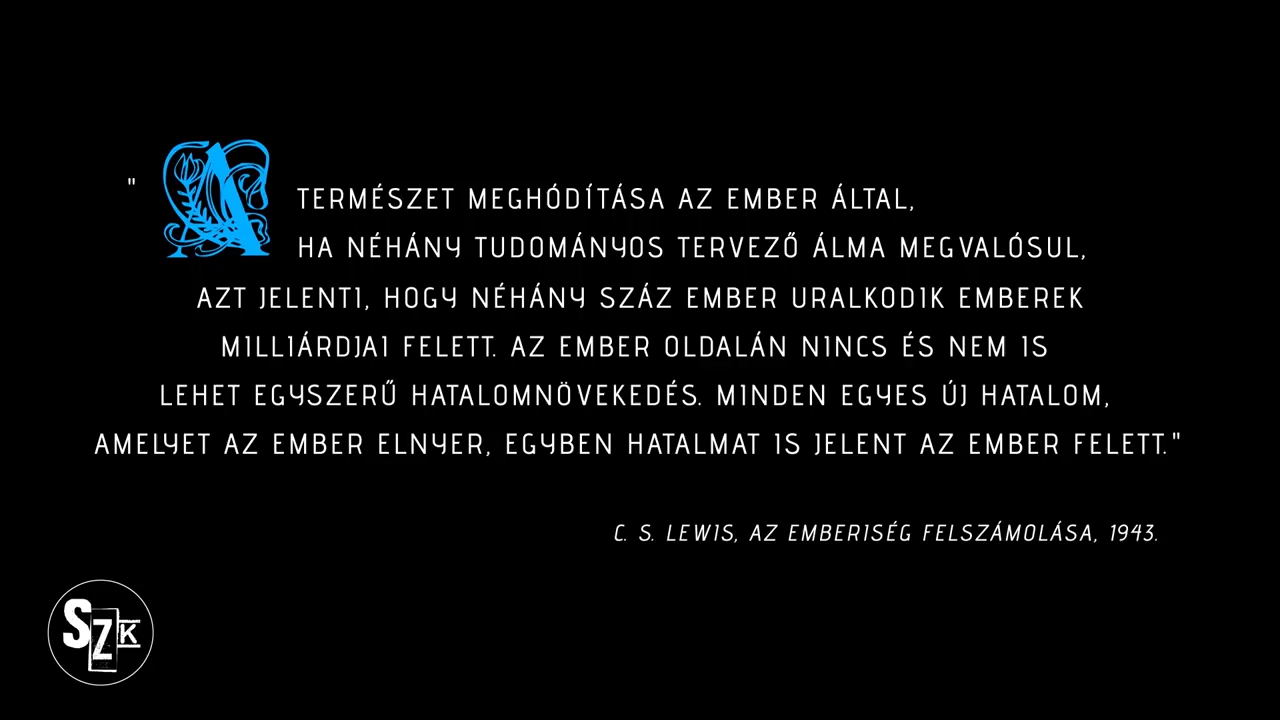 "A TERMÉSZET MEGHÓDÍTÁSA AZ EMBER ÁLTAL,
HA NÉHÁNY TUDOMÁNYOS TERVEZŐ ÁLMA MEGVALÓSUL,
AZT JELENTI, HOGY NÉHÁNY SZÁZ EMBER URALKODIK EMBEREK
MILLIÁRDJAI FELETT. AZ EMBER OLDALÁN NINCS ÉS NEM IS
LEHET EGYSZERŰ HATALOMNÖVEKEDÉS. MINDEN EGYES ÚJ HATALOM,
AMELYET AZ EMBER ELNYER, EGYBEN HATALMAT IS JELENT AZ EMBER FELETT."
C. S. LEWIS, AZ EMBERISÉG FELSZÁMOLÁSA, 1943.
SZK